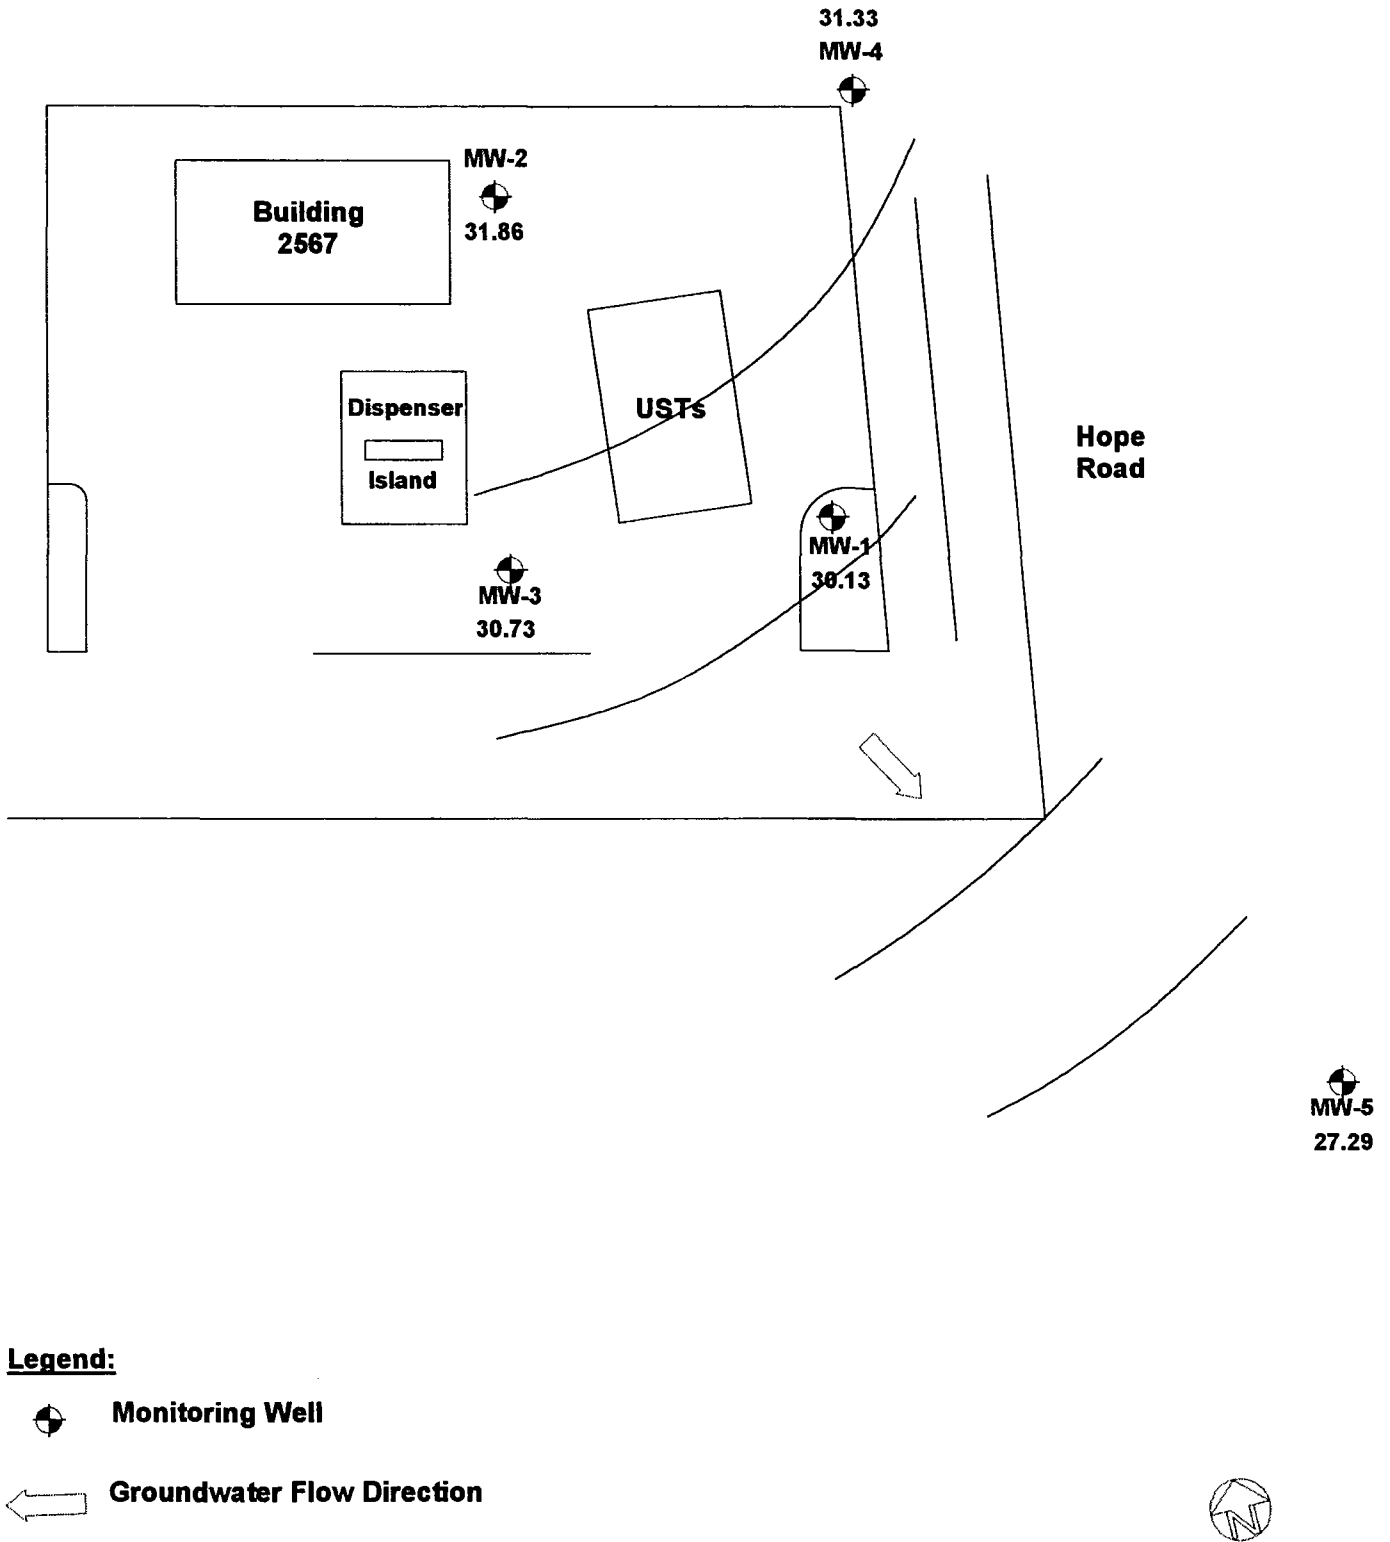 31.33
MW-4
MW-2
31.86
Building
2567
Dispenser
Island
USTs
Hope
Road
MW-1
30.13
MW-3
30.73
MW-5
27.29
Legend:
Monitoring Well
Groundwater Flow Direction
N